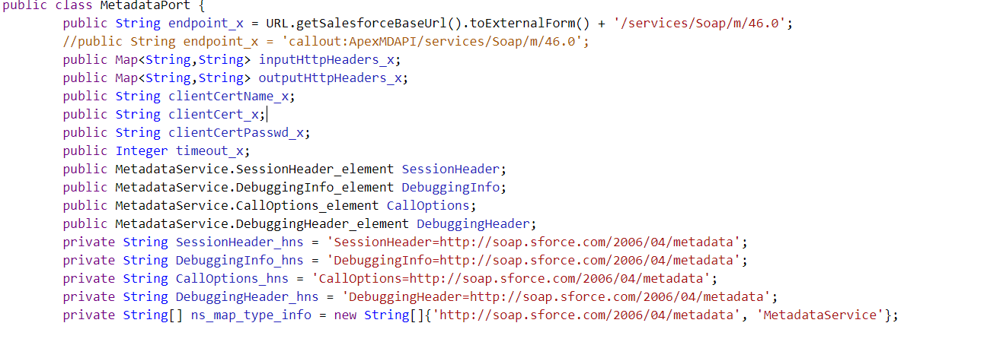 public class MetadataPort {
public String endpoint_x = URL.getSalesforceBaseUrl().toExternalForm() + '/services/Soap/m/46.0';
//public String endpoint_x = 'callout:ApexMDAPI/services/Soap/m/46.0';
public Map<String,String> inputHttpHeaders_x;
public Map<String,String> outputHttpHeaders_x;
public String clientCertName_x;
public String clientCert_x;
public String clientCertPasswd_x;
public Integer timeout_x;
public MetadataService.SessionHeader_element SessionHeader;
public MetadataService.DebuggingInfo_element DebuggingInfo;
public MetadataService.CallOptions_element CallOptions;
public MetadataService.DebuggingHeader_element DebuggingHeader;
private String SessionHeader_hns = 'SessionHeader=http://soap.sforce.com/2006/04/metadata';
private String DebuggingInfo_hns = 'DebuggingInfo=http://soap.sforce.com/2006/04/metadata';
private String CallOptions_hns = 'CallOptions=http://soap.sforce.com/2006/04/metadata';
private String DebuggingHeader_hns = 'DebuggingHeader=http://soap.sforce.com/2006/04/metadata';
private String[] ns_map_type_info = new String[]{'http://soap.sforce.com/2006/04/metadata', 'MetadataService'};